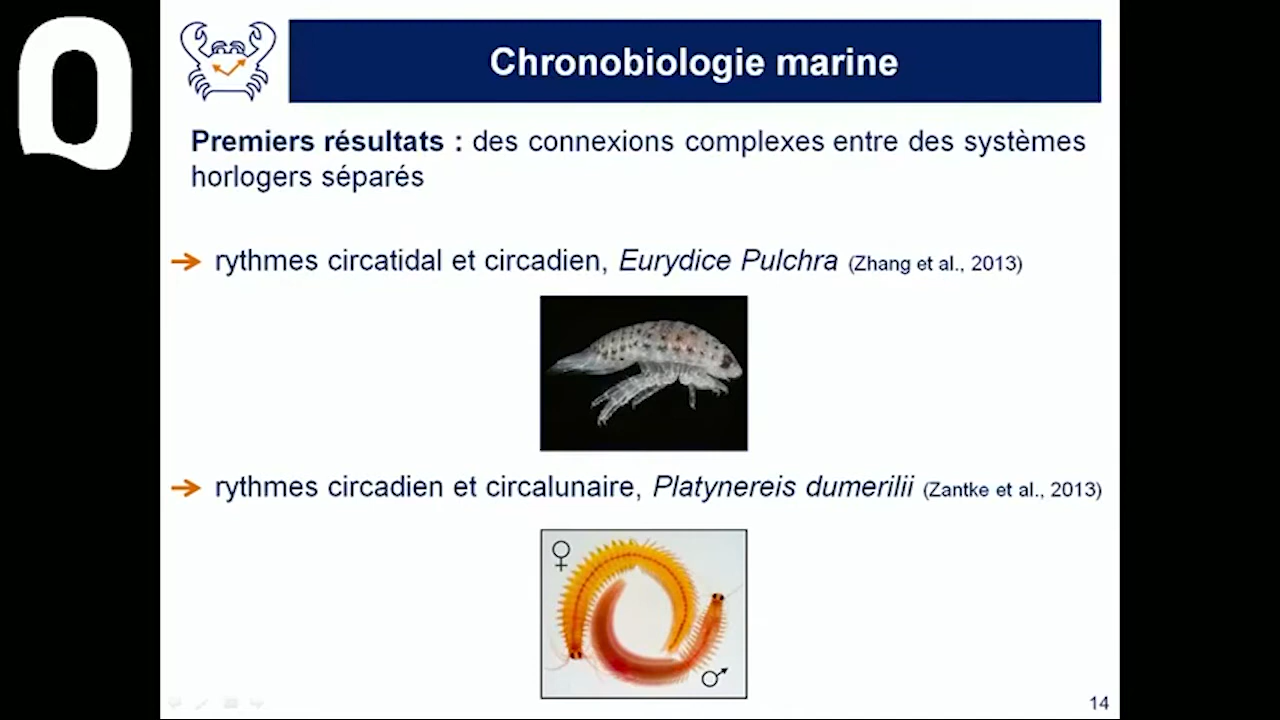 Chronobiologie marine
Premiers résultats : des connexions complexes entre des systèmes
horlogers séparés
→ rythmes circatidal et circadien, Eurydice Pulchra (Zhang et al., 2013)
→ rythmes circadien et circalunaire, Platynereis dumerilii (Zantke et al., 2013)
♀
♂
14